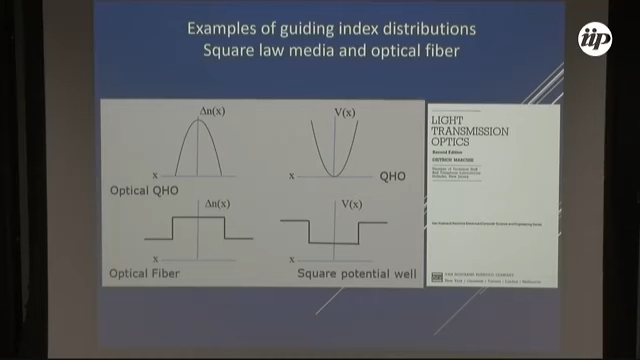 Examples of guiding index distributions
Square law media and optical fiber
iip
Δn(x)
V(x)
x
x
QHO
Optical QHO
Δn(x)
V(x)
x
x
Optical Fiber
Square potential well
LIGHT
TRANSMISSION
OPTICS
Second Edition
DIETRICH MARCUSE
VAN NOSTRAND REINHOLD COMPANY
New York / Cincinnati / Toronto / London / Melbourne